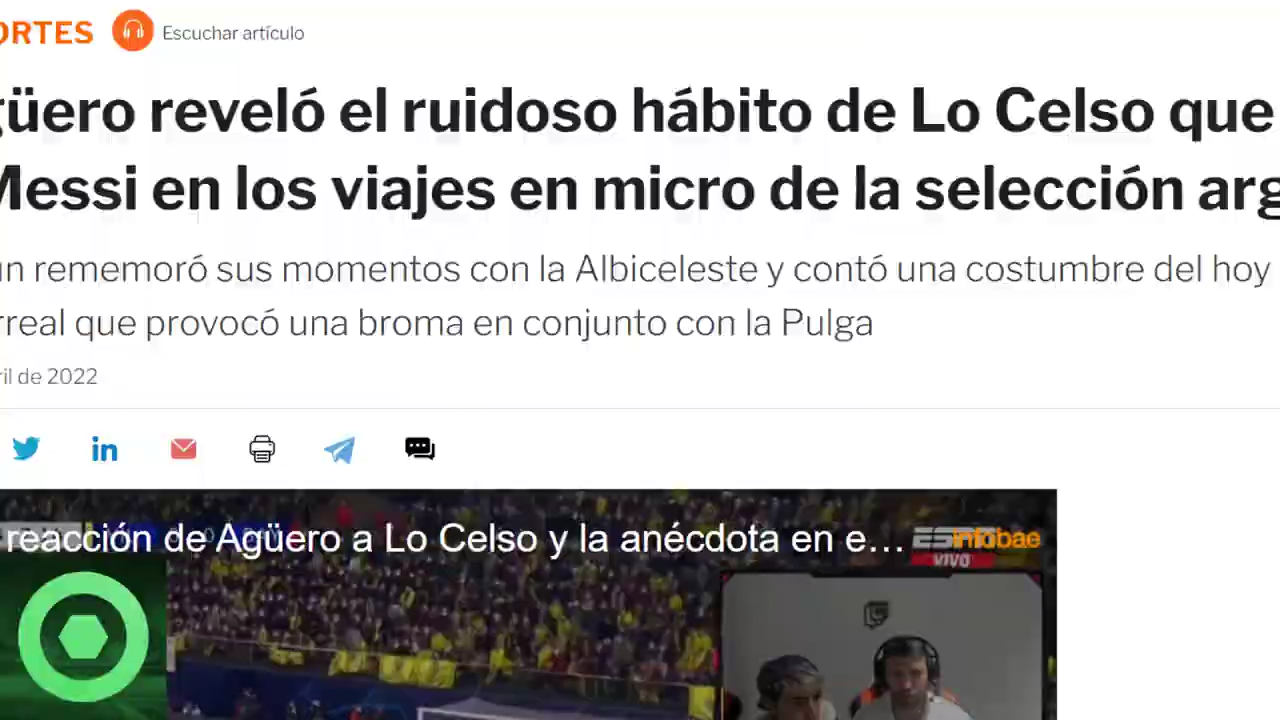 ORTES Escuchar artículo
güero reveló el ruidoso hábito de Lo Celso que
Messi en los viajes en micro de la selección arg
un rememoró sus momentos con la Albiceleste y contó una costumbre del hoy
rreal que provocó una broma en conjunto con la Pulga
ril de 2022
in
reacción de Agüero a Lo Celso y la anécdota en e...
infobae
VIVO